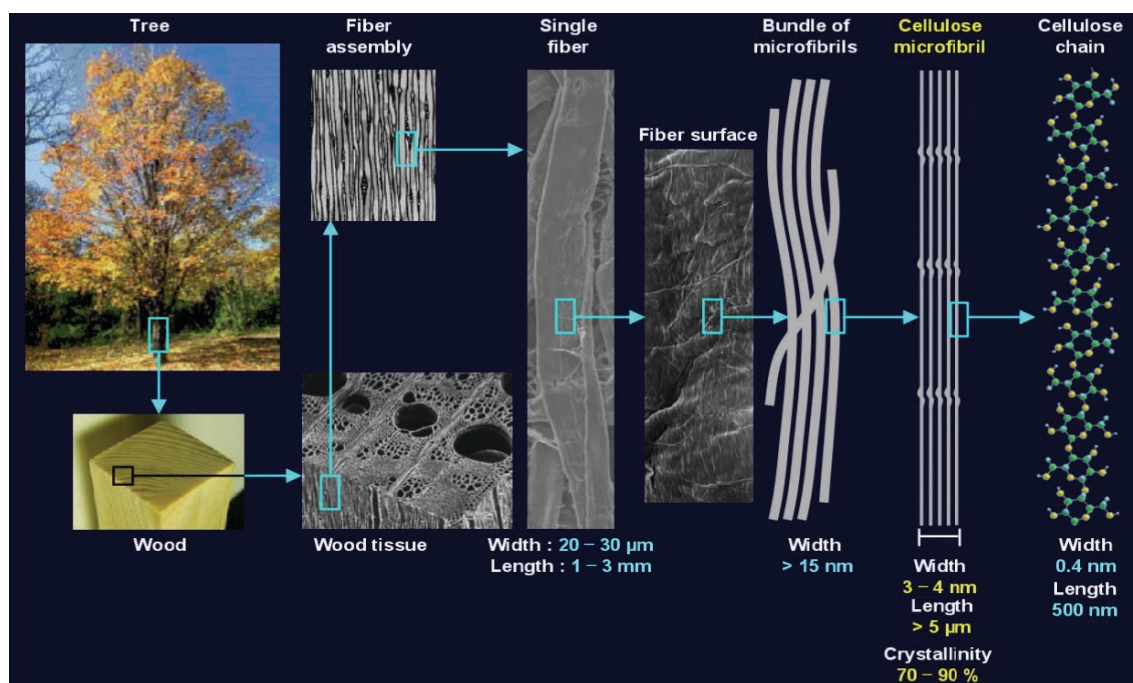 Tree
Fiber
assembly
Single
fiber
Bundle of
microfibrils
Cellulose
microfibril
Cellulose
chain
Fiber surface
Wood
Wood tissue
Width : 20 – 30 µm
Length : 1 – 3 mm
Width
> 15 nm
Width
3 – 4 nm
Length
> 5 µm
Crystallinity
70 – 90 %
Width
0.4 nm
Length
500 nm